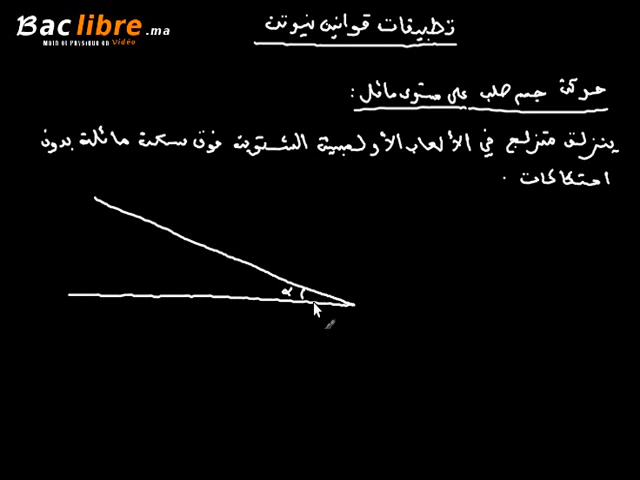 Bac libre.ma
Math et Physique en Vidéo
تطبيقات قوانين نيوتن
حركة جسم صلب على مستوى مائل :
ينزلق متزلج في الألعاب الأولمبية الشتوية فوق سكة مائلة بدون
احتكاكات .
α